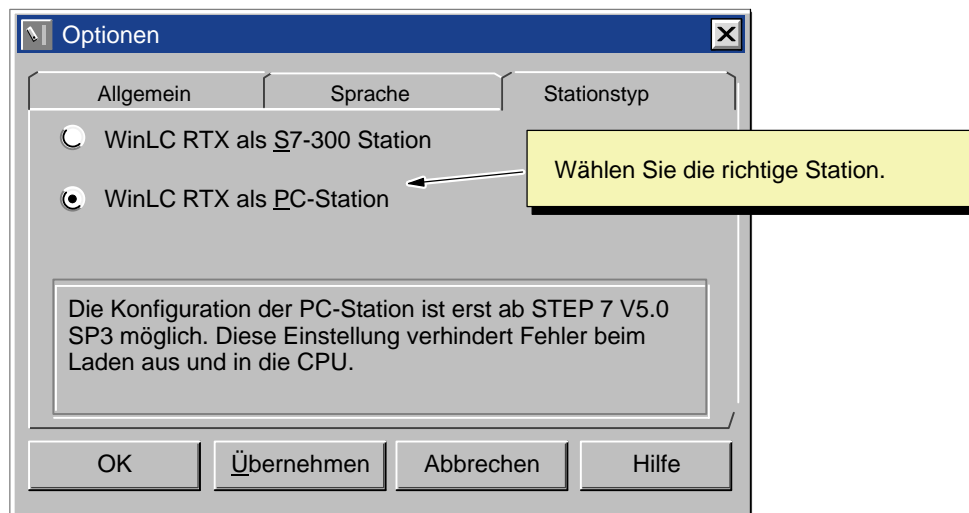 Optionen
Allgemein
Sprache
Stationstyp
WinLC RTX als S7-300 Station
Wählen Sie die richtige Station.
WinLC RTX als PC-Station
Die Konfiguration der PC-Station ist erst ab STEP 7 V5.0
SP3 möglich. Diese Einstellung verhindert Fehler beim
Laden aus und in die CPU.
OK
Übernehmen
Abbrechen
Hilfe